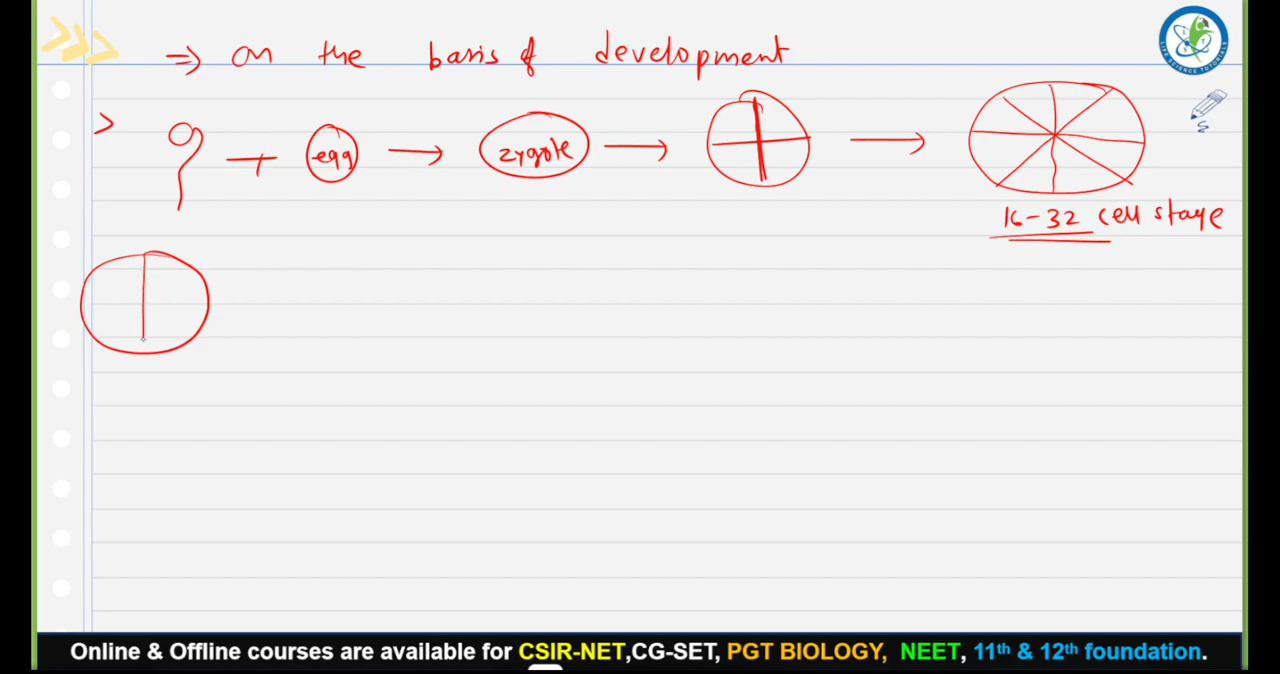 ⇒ on the basis of development
> + egg → zygote → →
16-32 cell stage
Online & Offline courses are available for CSIR-NET,CG-SET, PGT BIOLOGY, NEET, 11th & 12th foundation.